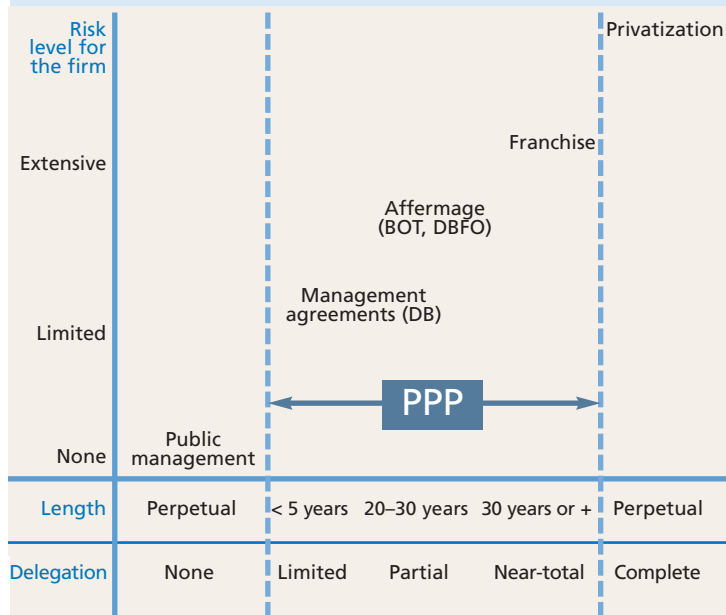 Risk
level for
the firm
Privatization
Franchise
Extensive
Affermage
(BOT, DBFO)
Management
agreements (DB)
Limited
PPP
Public
management
None
Length Perpetual < 5 years 20–30 years 30 years or + Perpetual
Delegation None Limited Partial Near-total Complete